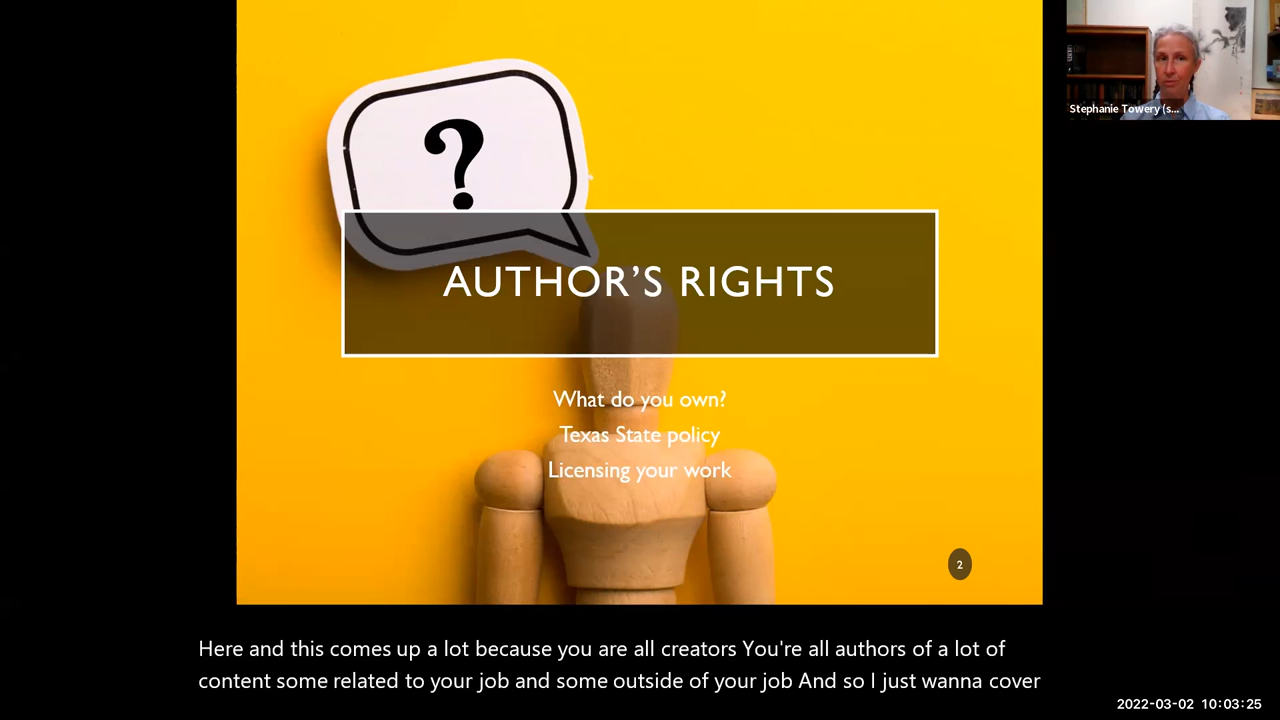 ?
AUTHOR’S RIGHTS
What do you own?
Texas State policy
Licensing your work
2
Stephanie Towery (s...
Here and this comes up a lot because you are all creators You're all authors of a lot of
content some related to your job and some outside of your job And so I just wanna cover
2022-03-02 10:03:25